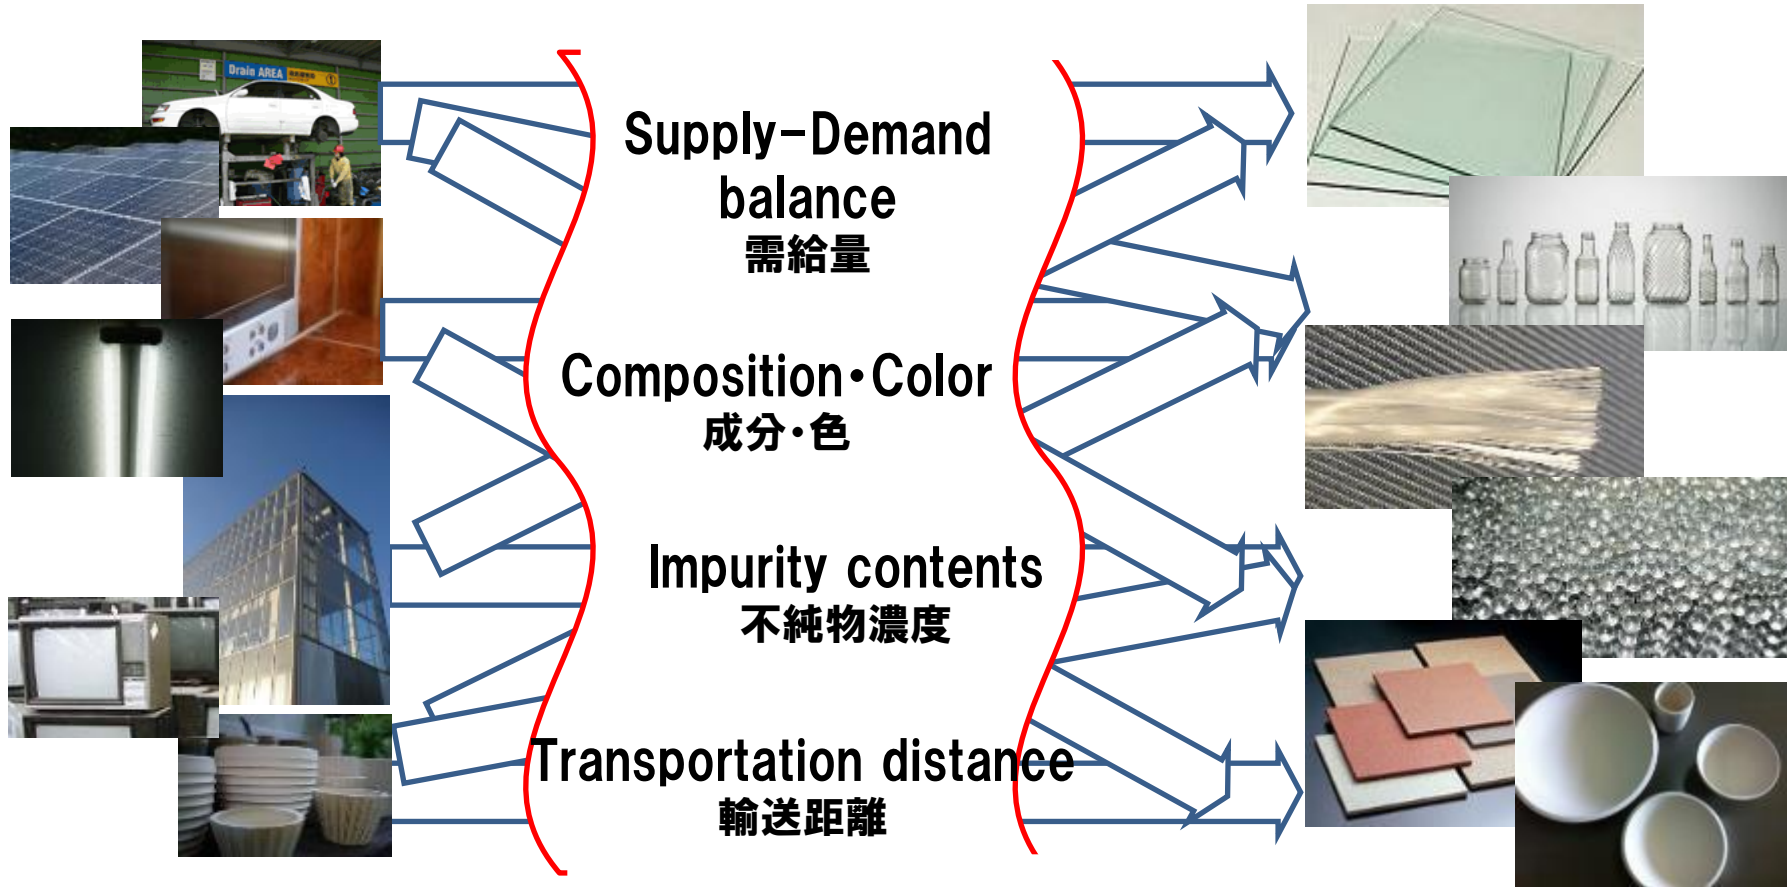 Drain AREA
Supply-Demand
balance
需給量
Composition・Color
成分・色
Impurity contents
不純物濃度
Transportation distance
輸送距離